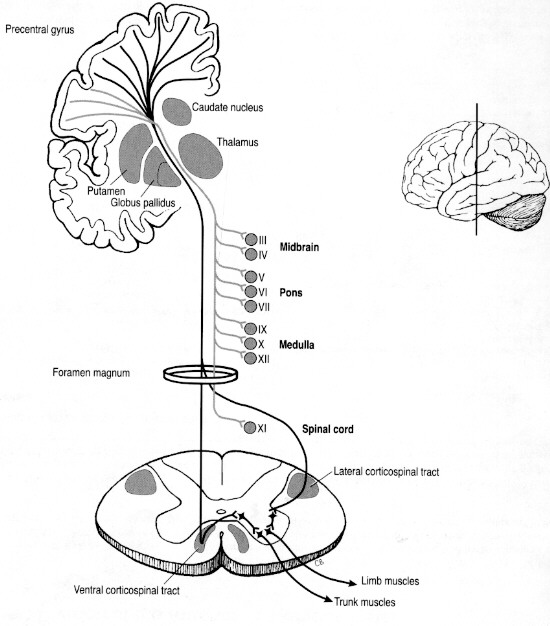 Precentral gyrus
Caudate nucleus
Thalamus
Putamen
Globus pallidus
III
IV
Midbrain
V
VI
Pons
VII
IX
X
Medulla
XII
Foramen magnum
XI
Spinal cord
Lateral corticospinal tract
CB
Ventral corticospinal tract
Limb muscles
Trunk muscles